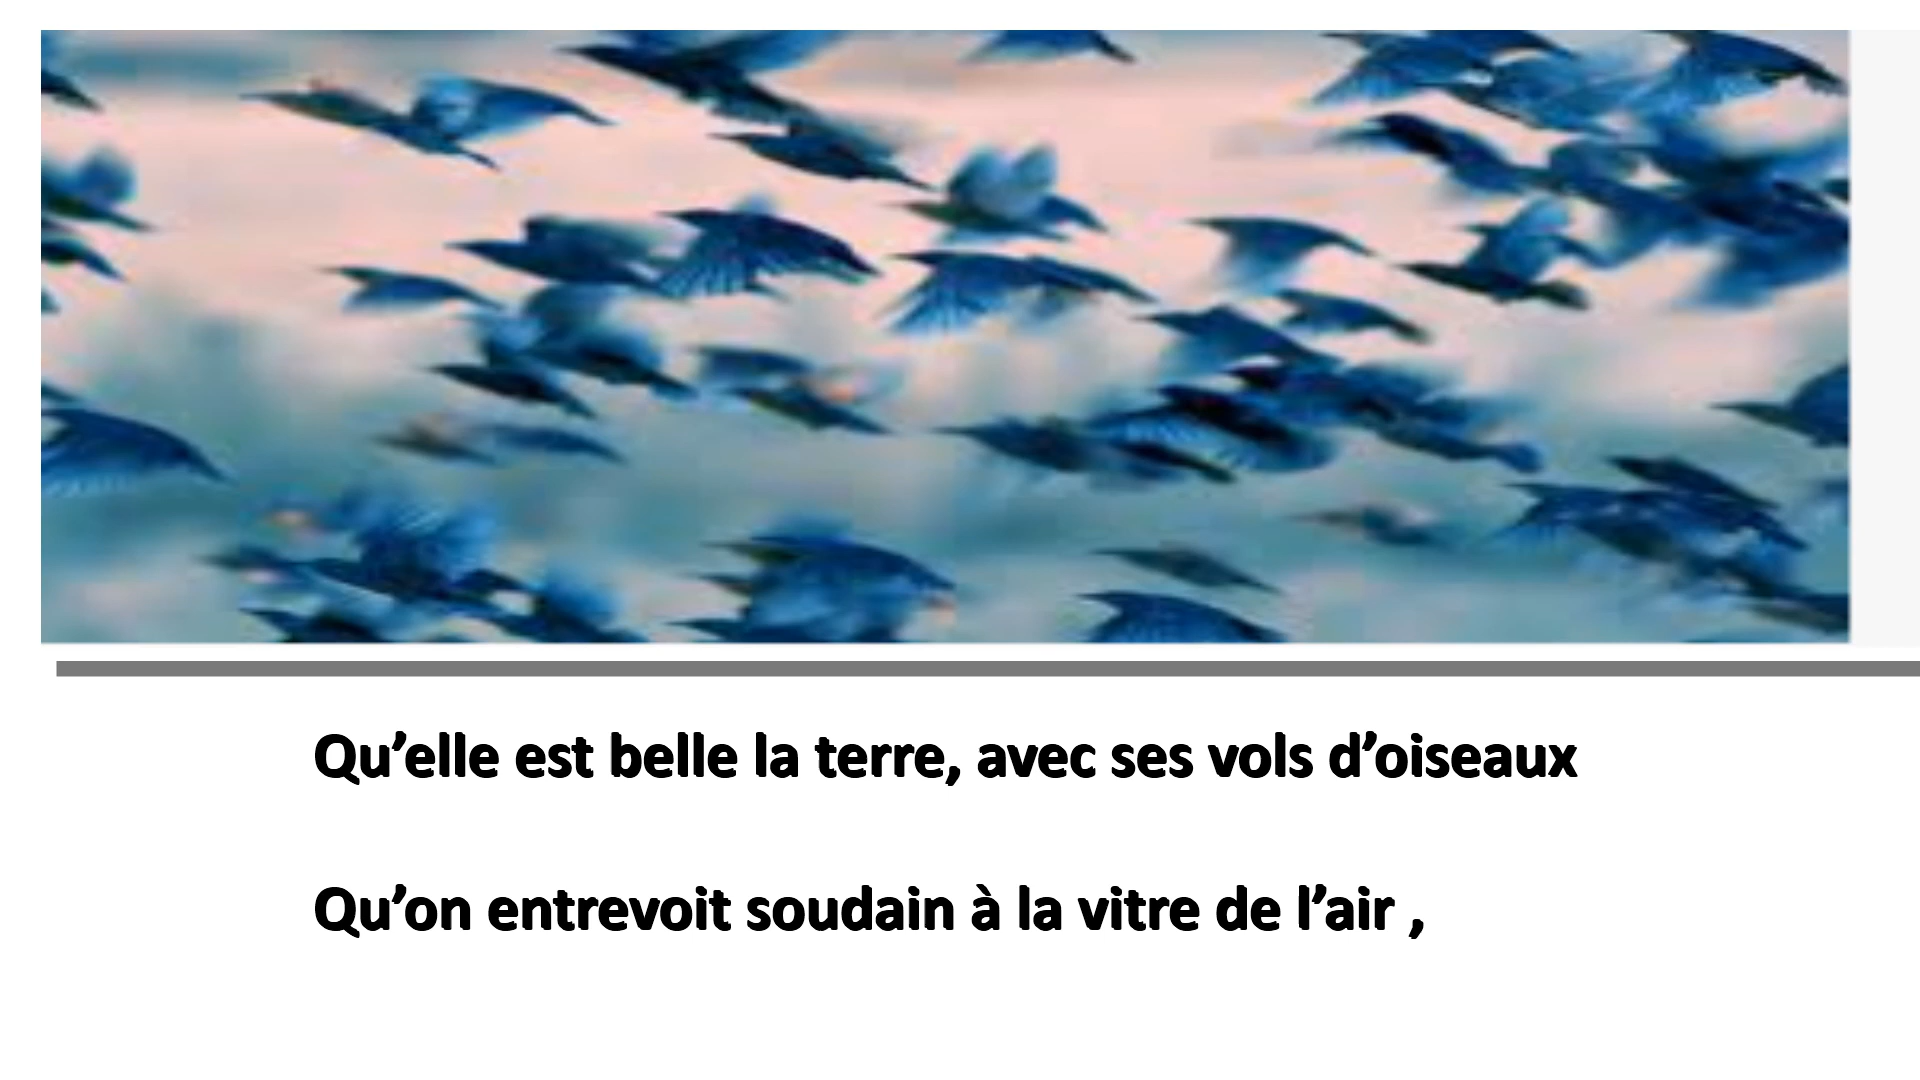 Qu’elle est belle la terre, avec ses vols d’oiseaux
Qu’on entrevoit soudain à la vitre de l’air ,